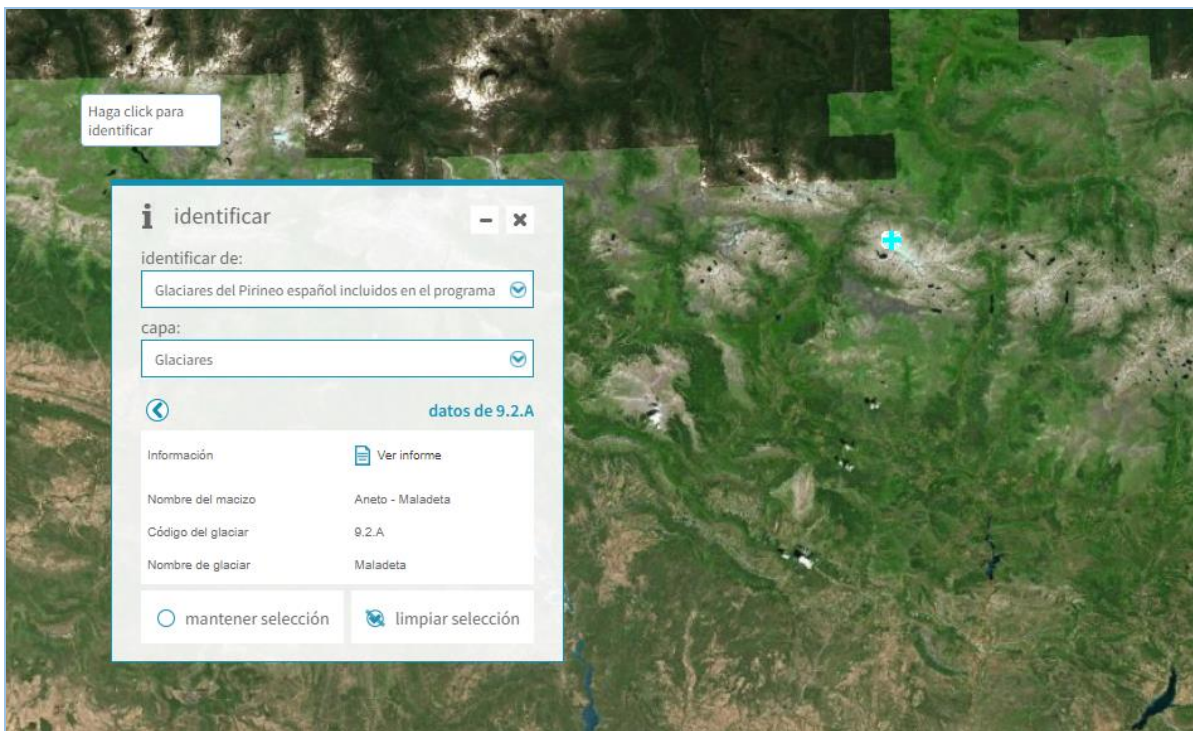 Haga click para
identificar
i identificar
identificar de:
Glaciares del Pirineo español incluidos en el programa
capa:
Glaciares
datos de 9.2.A
Información Ver informe
Nombre del macizo Aneto - Maladeta
Código del glaciar 9.2.A
Nombre de glaciar Maladeta
mantener selección limpiar selección